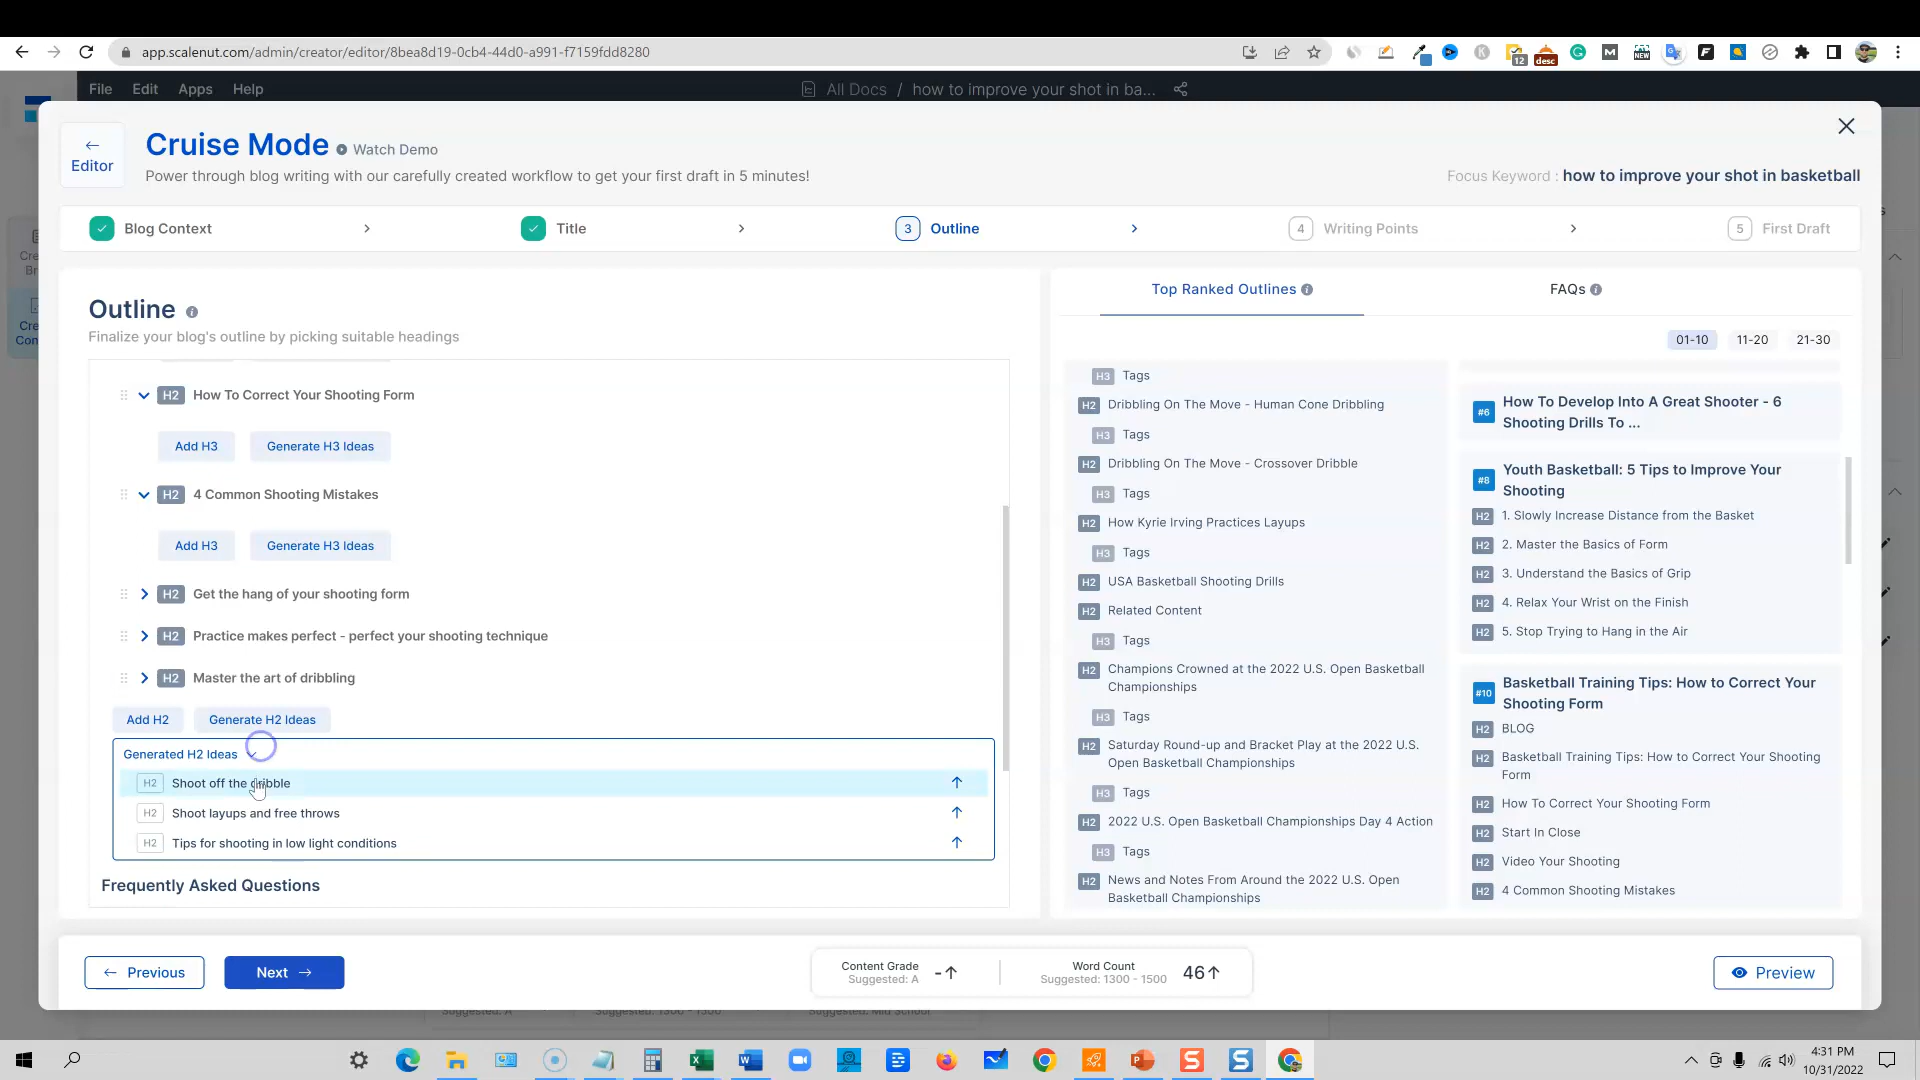 app.scalenut.com/admin/creator/editor/8bea8d19-0cb4-44d0-a991-f7159fdd8280
12
desc
NEW
File Edit Apps Help
All Docs / how to improve your shot in ba...
← Editor
Cruise Mode
Watch Demo
Power through blog writing with our carefully created workflow to get your first draft in 5 minutes!
Focus Keyword : how to improve your shot in basketball
Blog Context
Title
3 Outline
4 Writing Points
5 First Draft
Outline
Finalize your blog's outline by picking suitable headings
H2 How To Correct Your Shooting Form
Add H3 Generate H3 Ideas
H2 4 Common Shooting Mistakes
Add H3 Generate H3 Ideas
H2 Get the hang of your shooting form
H2 Practice makes perfect - perfect your shooting technique
H2 Master the art of dribbling
Add H2 Generate H2 Ideas
Generated H2 Ideas
H2 Shoot off the dribble
H2 Shoot layups and free throws
H2 Tips for shooting in low light conditions
Frequently Asked Questions
Top Ranked Outlines
FAQs
01-10 11-20 21-30
H3 Tags
H2 Dribbling On The Move - Human Cone Dribbling
H3 Tags
H2 Dribbling On The Move - Crossover Dribble
H3 Tags
H2 How Kyrie Irving Practices Layups
H3 Tags
H2 USA Basketball Shooting Drills
H2 Related Content
H3 Tags
H2 Champions Crowned at the 2022 U.S. Open Basketball
Championships
H3 Tags
H2 Saturday Round-up and Bracket Play at the 2022 U.S.
Open Basketball Championships
H3 Tags
H2 2022 U.S. Open Basketball Championships Day 4 Action
H3 Tags
H2 News and Notes From Around the 2022 U.S. Open
Basketball Championships
#6 How To Develop Into A Great Shooter - 6
Shooting Drills To ...
#8 Youth Basketball: 5 Tips to Improve Your
Shooting
H2 1. Slowly Increase Distance from the Basket
H2 2. Master the Basics of Form
H2 3. Understand the Basics of Grip
H2 4. Relax Your Wrist on the Finish
H2 5. Stop Trying to Hang in the Air
#10 Basketball Training Tips: How to Correct Your
Shooting Form
H2 BLOG
H2 Basketball Training Tips: How to Correct Your Shooting
Form
H2 How To Correct Your Shooting Form
H2 Start In Close
H2 Video Your Shooting
H2 4 Common Shooting Mistakes
← Previous
Next →
Content Grade
Suggested: A
-↑
Word Count
Suggested: 1300 - 1500
46↑
Preview
4:31 PM
10/31/2022